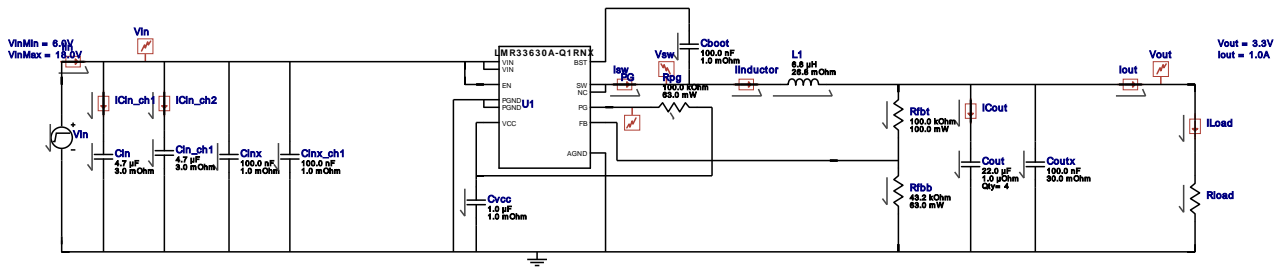 VinMin = 6.0V
VinMax = 18.0V
Iin
Vin
ICin_ch1
ICin_ch2
Vin
+
-
Cin
4.7 µF
3.0 mOhm
Cin_ch1
4.7 µF
3.0 mOhm
Cinx
100.0 nF
1.0 mOhm
Cinx_ch1
100.0 nF
1.0 mOhm
LMR33630A-Q1RNX
VIN
VIN
EN
PGND
PGND
VCC
BST
SW
NC
PG
FB
AGND
U1
Cvcc
1.0 µF
1.0 mOhm
Cboot
100.0 nF
1.0 mOhm
Isw
PG
Vsw
Rpg
100.0 kOhm
63.0 mW
IInductor
L1
6.8 µH
28.8 mOhm
Rfbt
100.0 kOhm
100.0 mW
Rfbb
43.2 kOhm
63.0 mW
ICout
Cout
22.0 µF
1.0 µOhm
Qty= 4
Coutx
100.0 nF
30.0 mOhm
Iout
Vout
Vout = 3.3V
Iout = 1.0A
ILoad
Rload